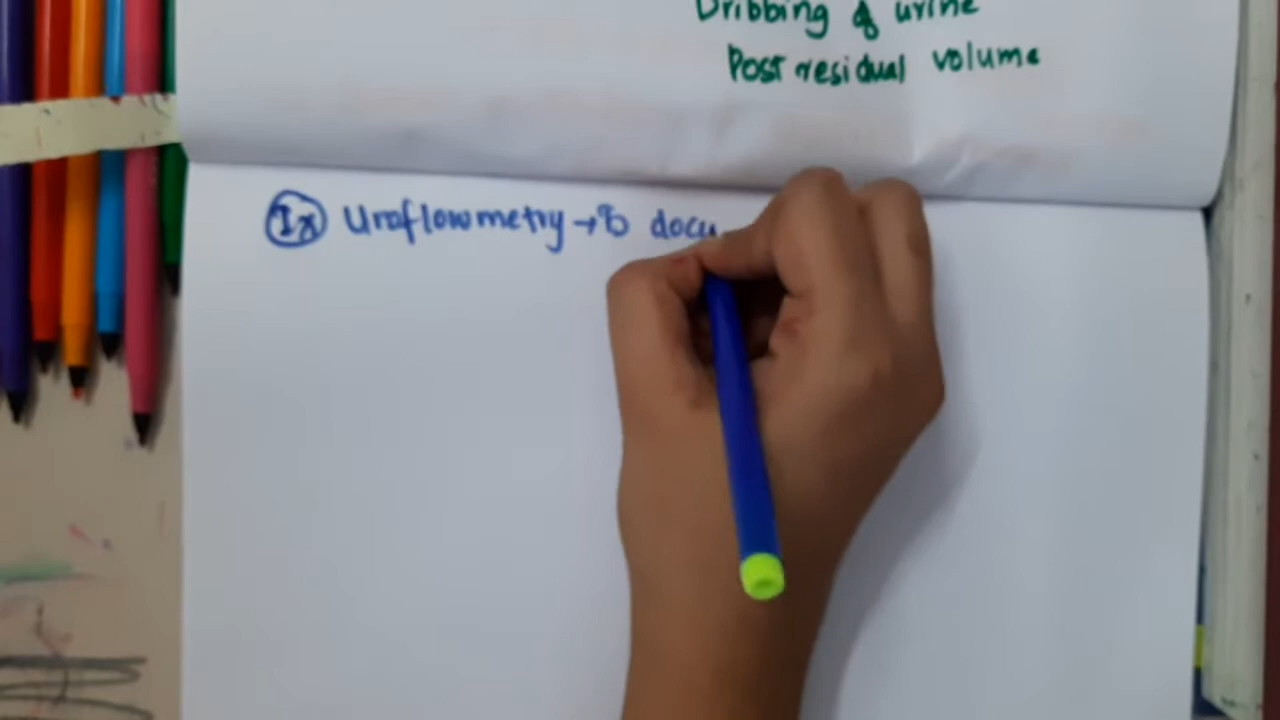 Dribbing of urine
Post residual volume
Ix Uroflowmetry → to docu